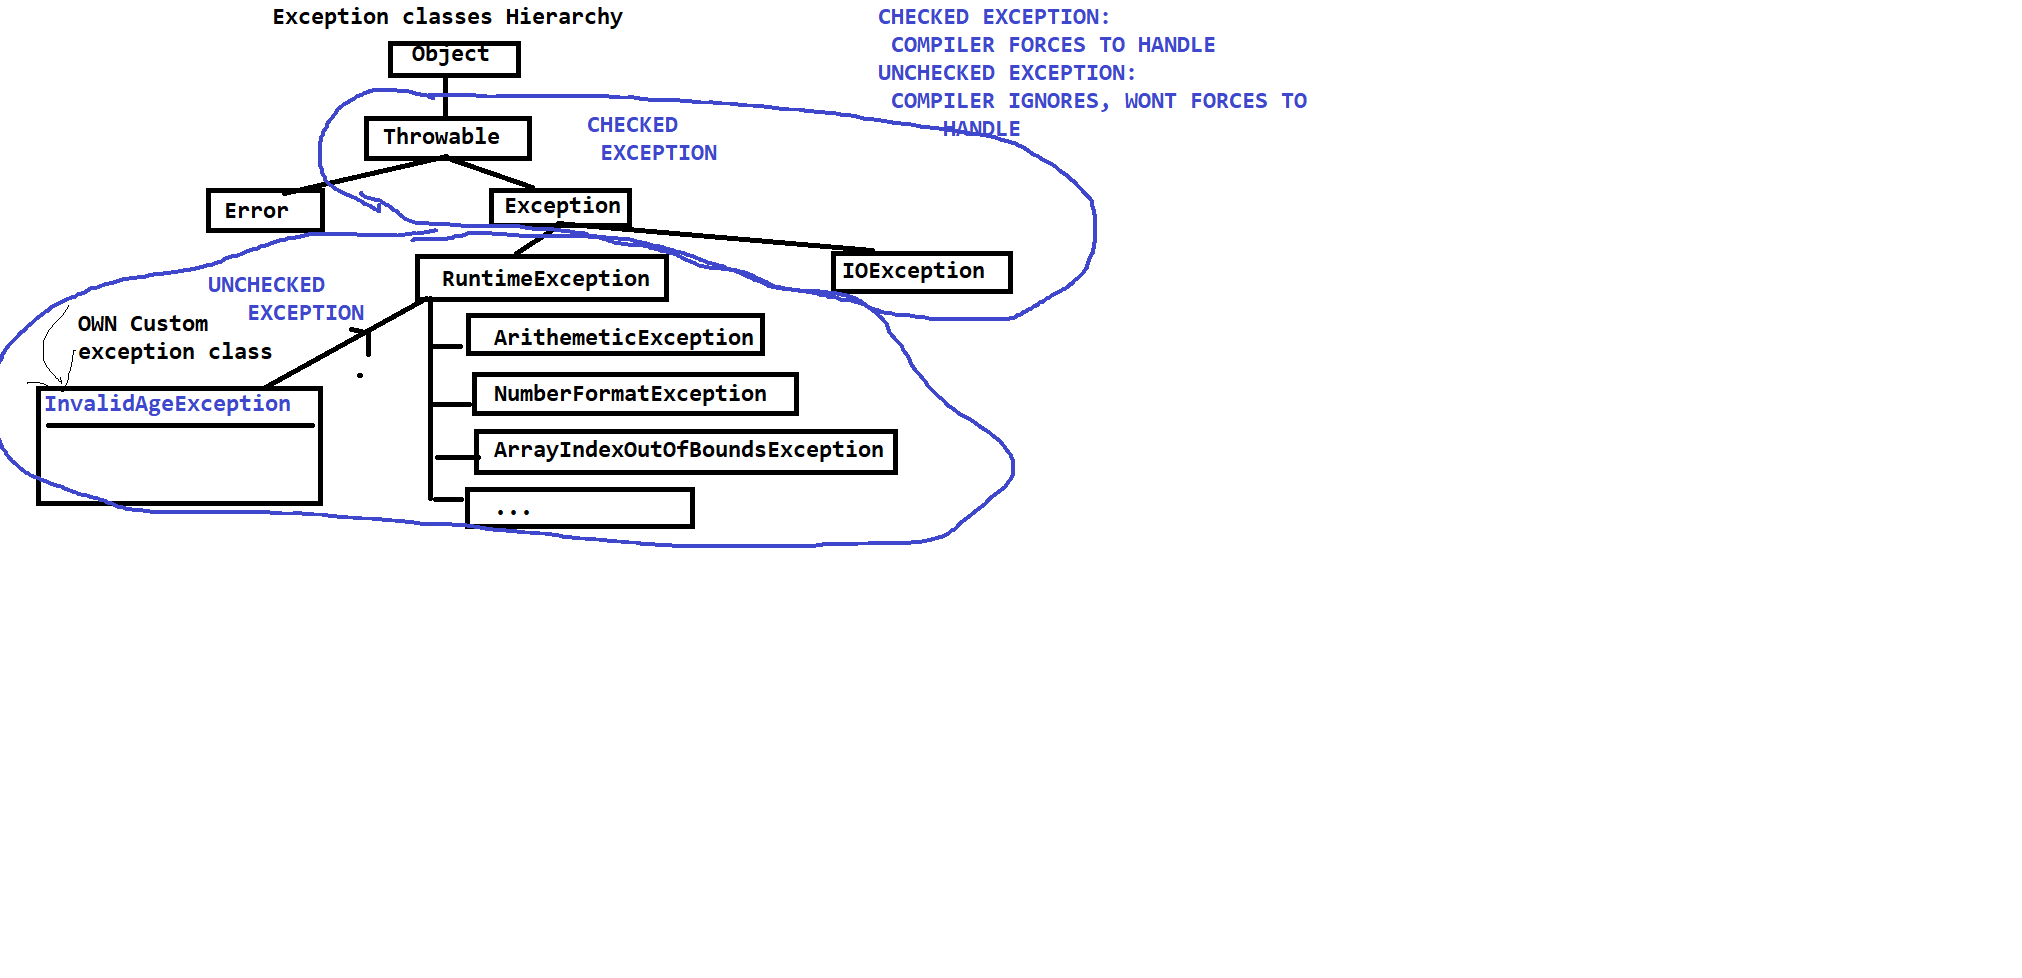 Exception classes Hierarchy
Object
CHECKED EXCEPTION:
COMPILER FORCES TO HANDLE
UNCHECKED EXCEPTION:
COMPILER IGNORES, WONT FORCES TO
HANDLE
Throwable
CHECKED
EXCEPTION
Error
Exception
RuntimeException
IOException
UNCHECKED
EXCEPTION
OWN Custom
exception class
ArithemeticException
InvalidAgeException
NumberFormatException
ArrayIndexOutOfBoundsException
...